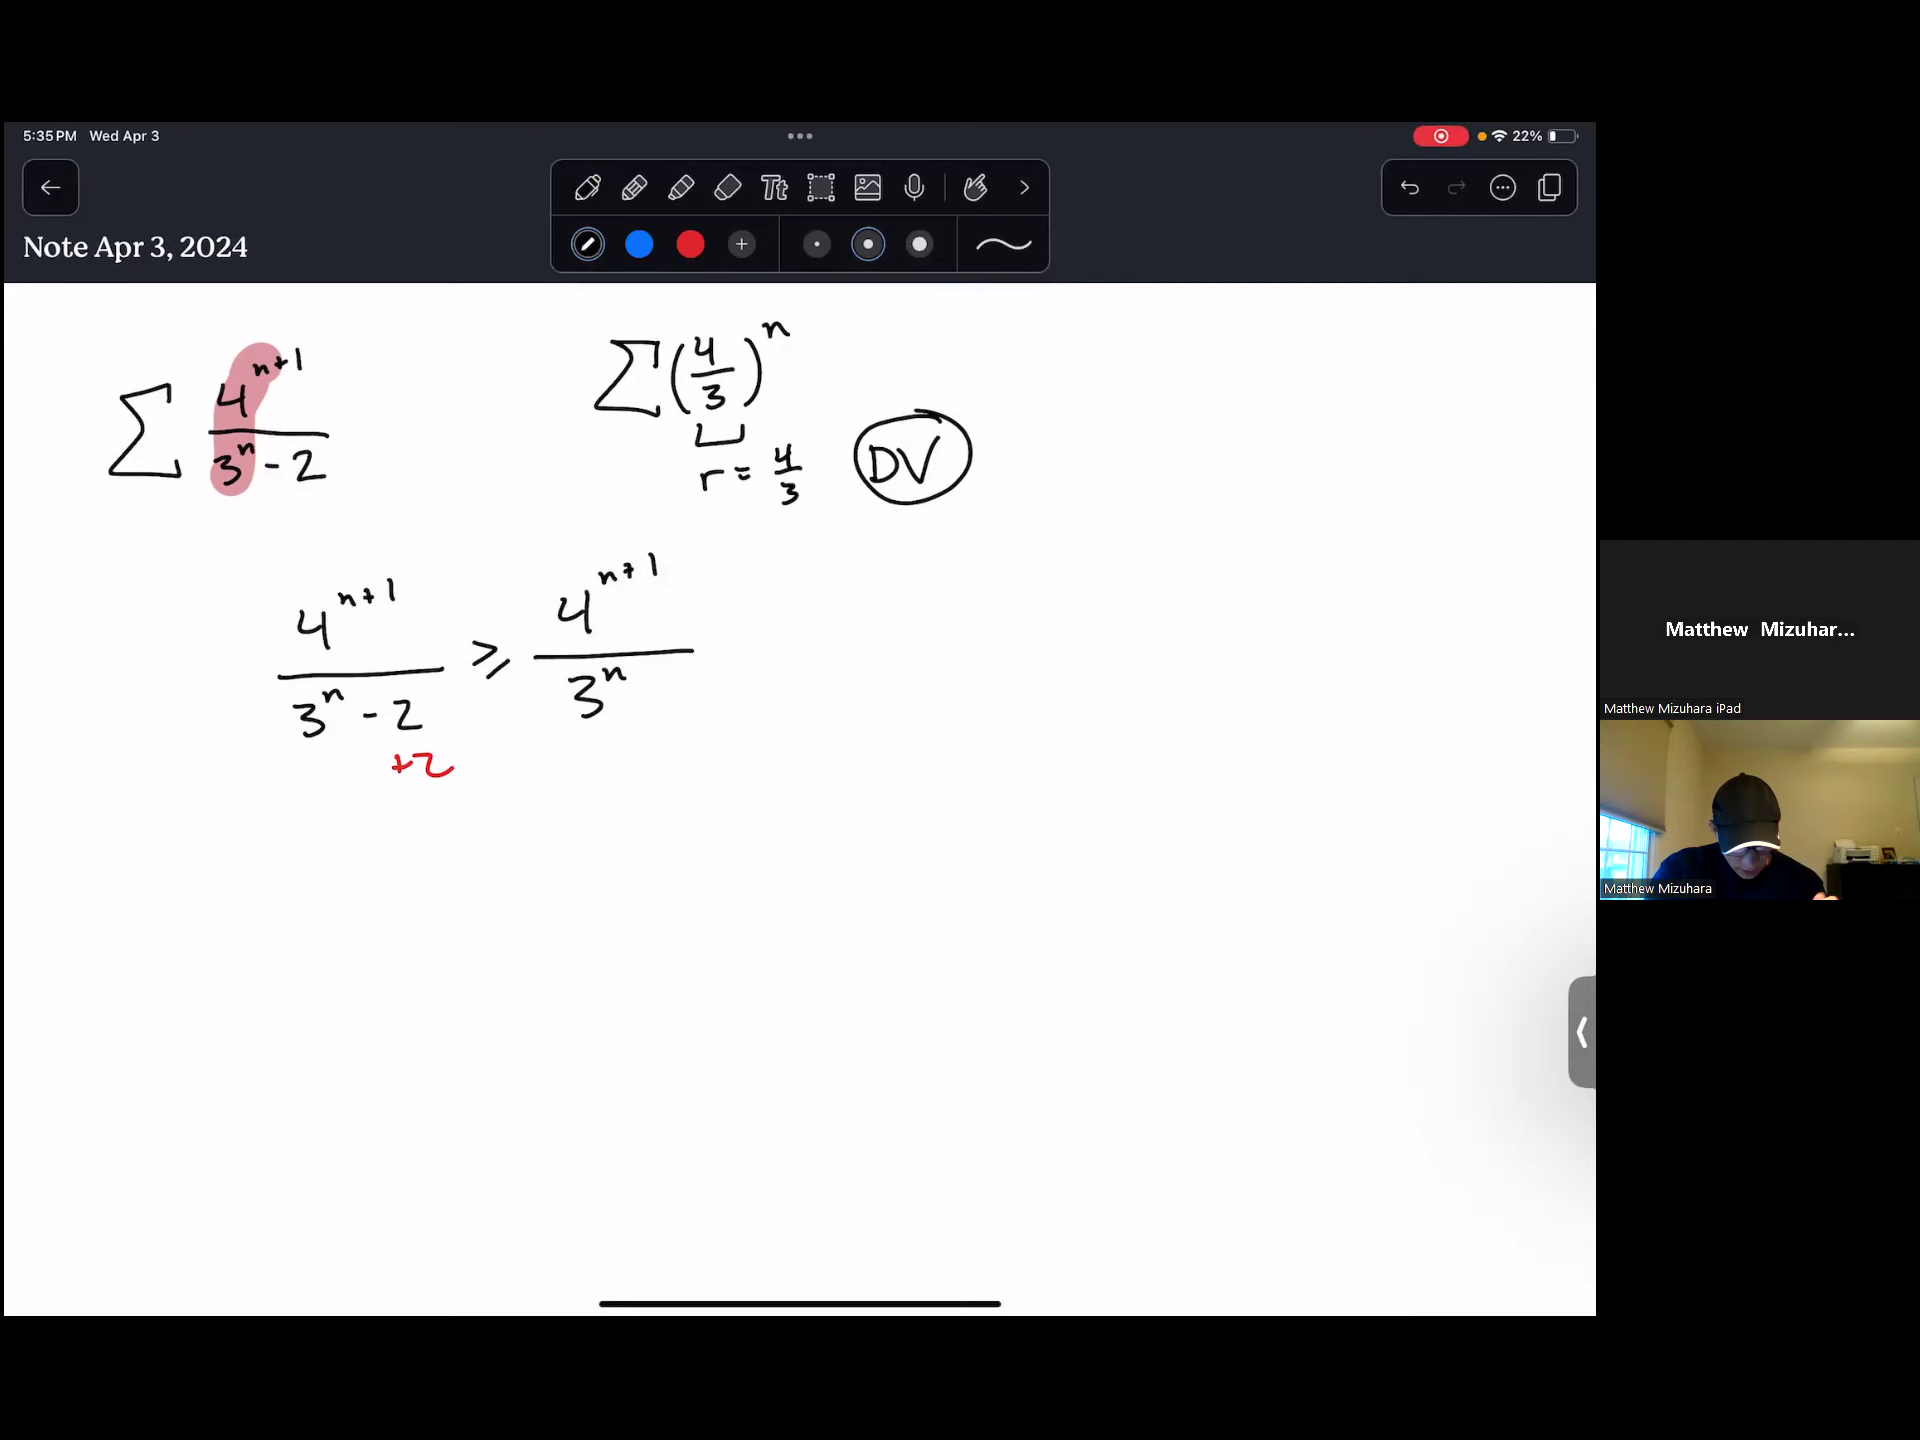 5:35 PM Wed Apr 3
22%
Tt
Note Apr 3, 2024
∑ 4^(n+1) / (3^n - 2)
∑ (4/3)^n
r = 4/3
DV
4^(n+1) / (3^n - 2) ⩾ 4^(n+1) / 3^n
+2
Matthew Mizuhar...
Matthew Mizuhara iPad
Matthew Mizuhara